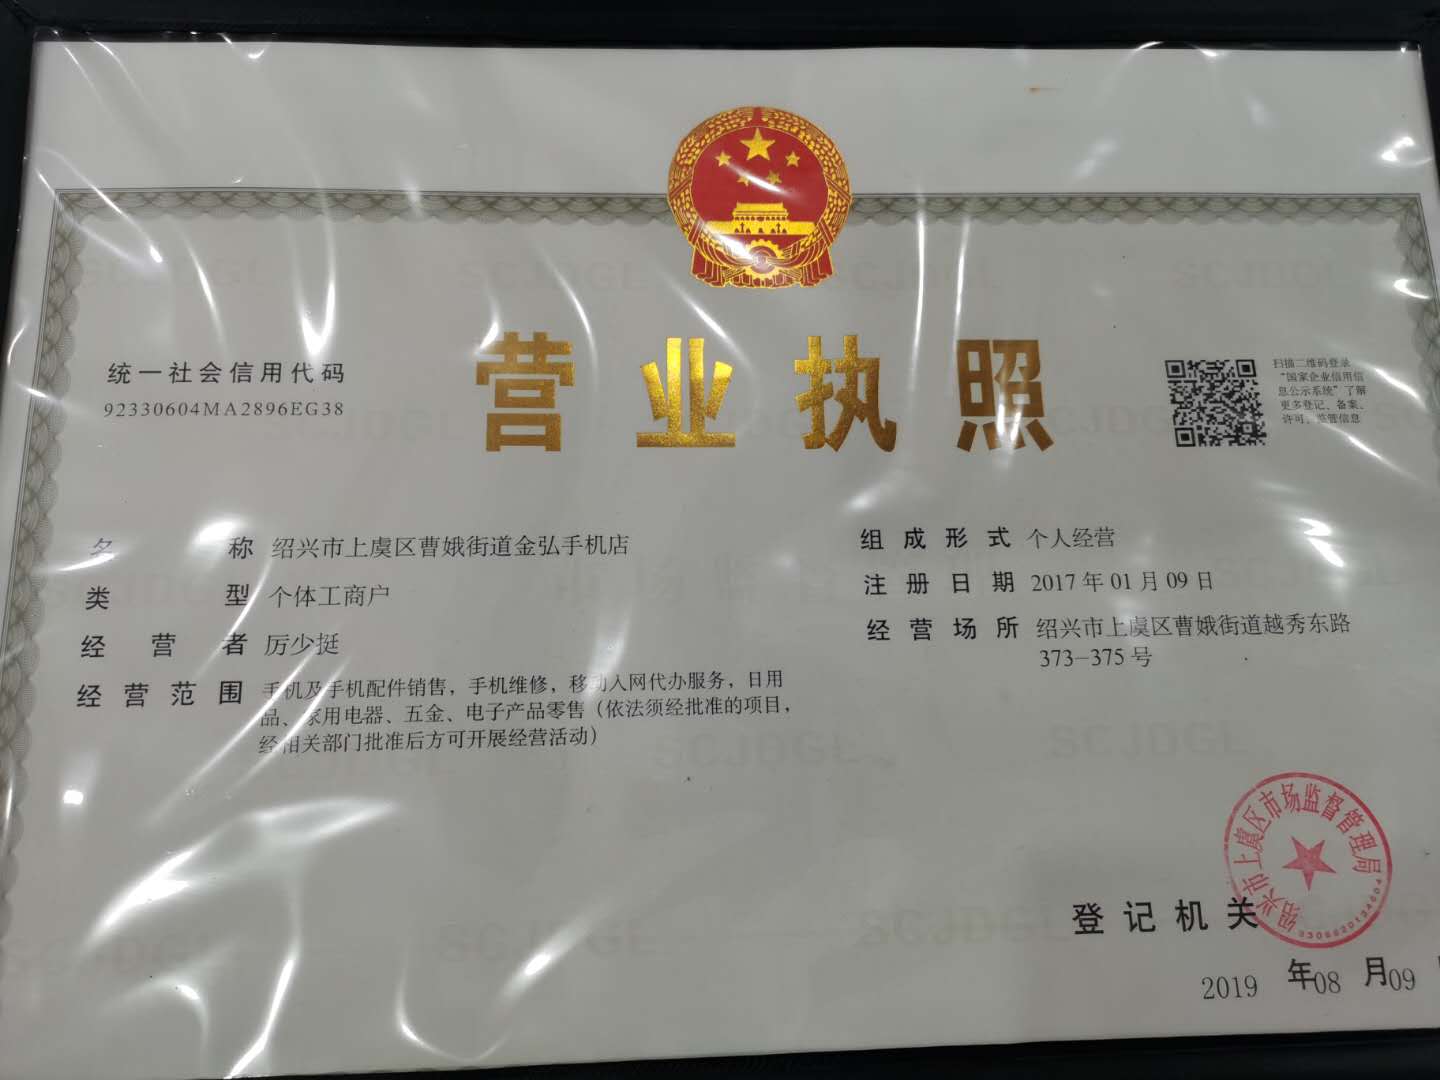 营业执照
统一社会信用代码
92330604MA2896EG38
扫描二维码登录
“国家企业信用信
息公示系统”了解
更多登记、备案、
许可、监管信息
名称 绍兴市上虞区曹娥街道金弘手机店
类型 个体工商户
经营者 厉少挺
经营范围 手机及手机配件销售，手机维修，移动入网代办服务，日用
品、家用电器、五金、电子产品零售（依法须经批准的项目，
经相关部门批准后方可开展经营活动）
组成形式 个人经营
注册日期 2017年01月09日
经营场所 绍兴市上虞区曹娥街道越秀东路
373-375号
绍兴市上虞区市场监督管理局
登记机关
2019年08月09
SCJDGL